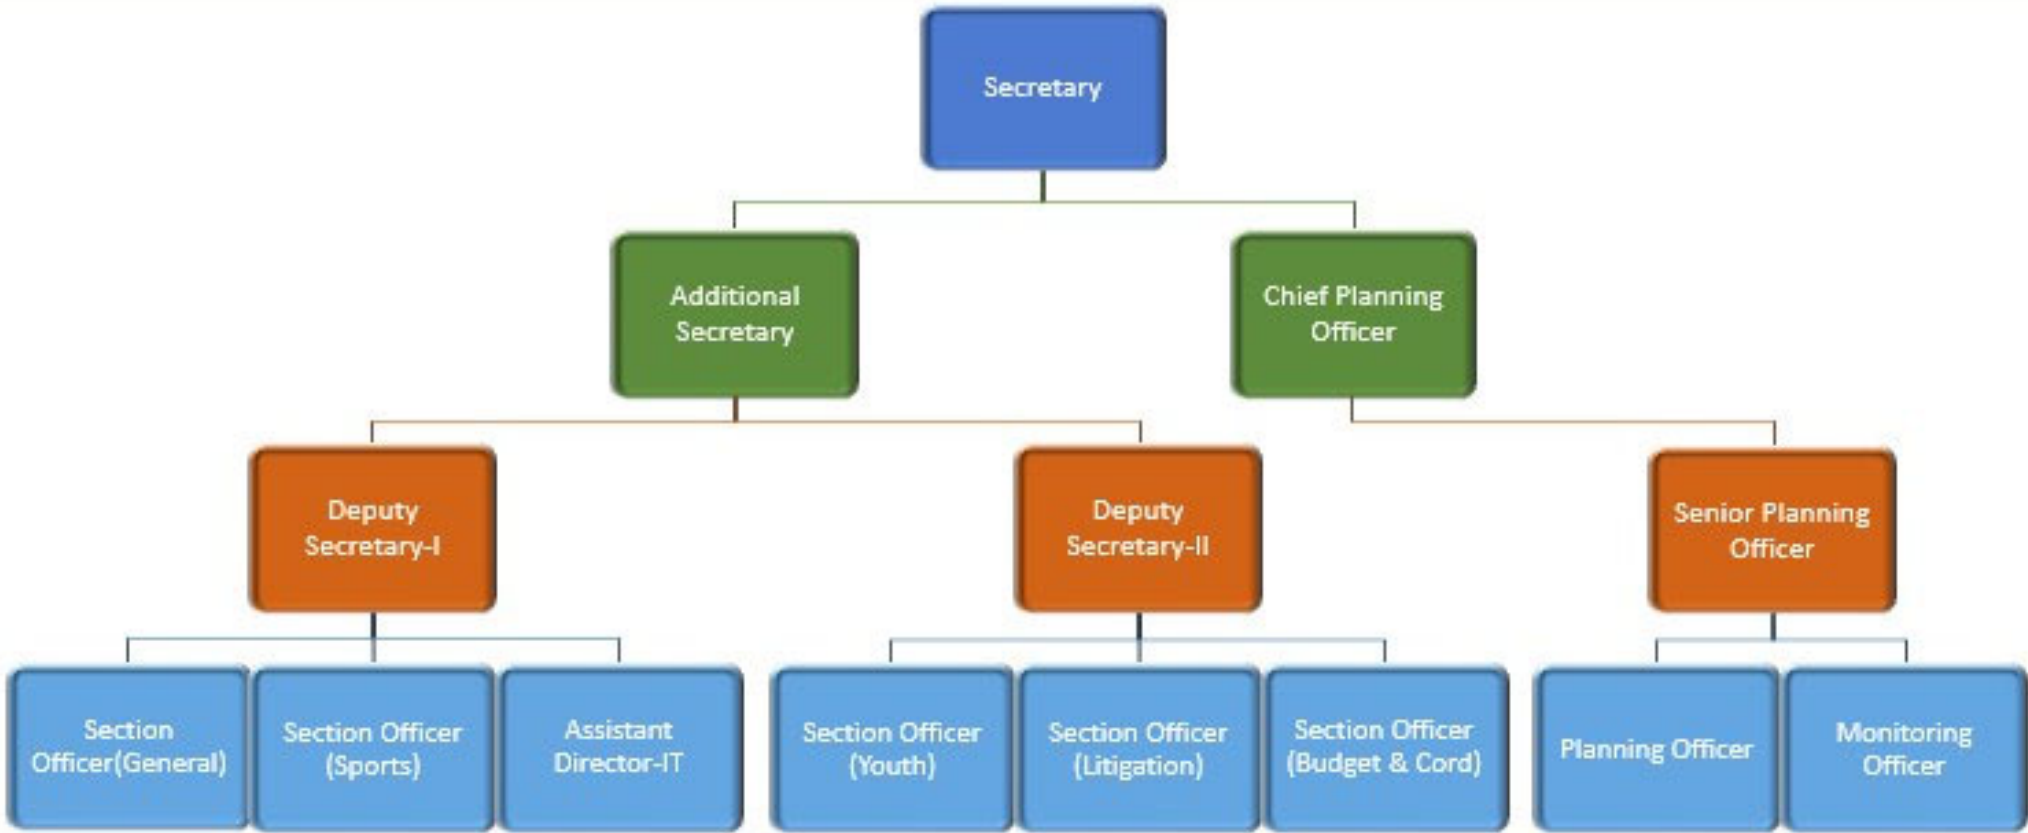 Secretary
Additional
Secretary
Chief Planning
Officer
Deputy
Secretary-I
Deputy
Secretary-II
Senior Planning
Officer
Section
Officer(General)
Section Officer
(Sports)
Assistant
Director-IT
Section Officer
(Youth)
Section Officer
(Litigation)
Section Officer
(Budget & Cord)
Planning Officer
Monitoring
Officer